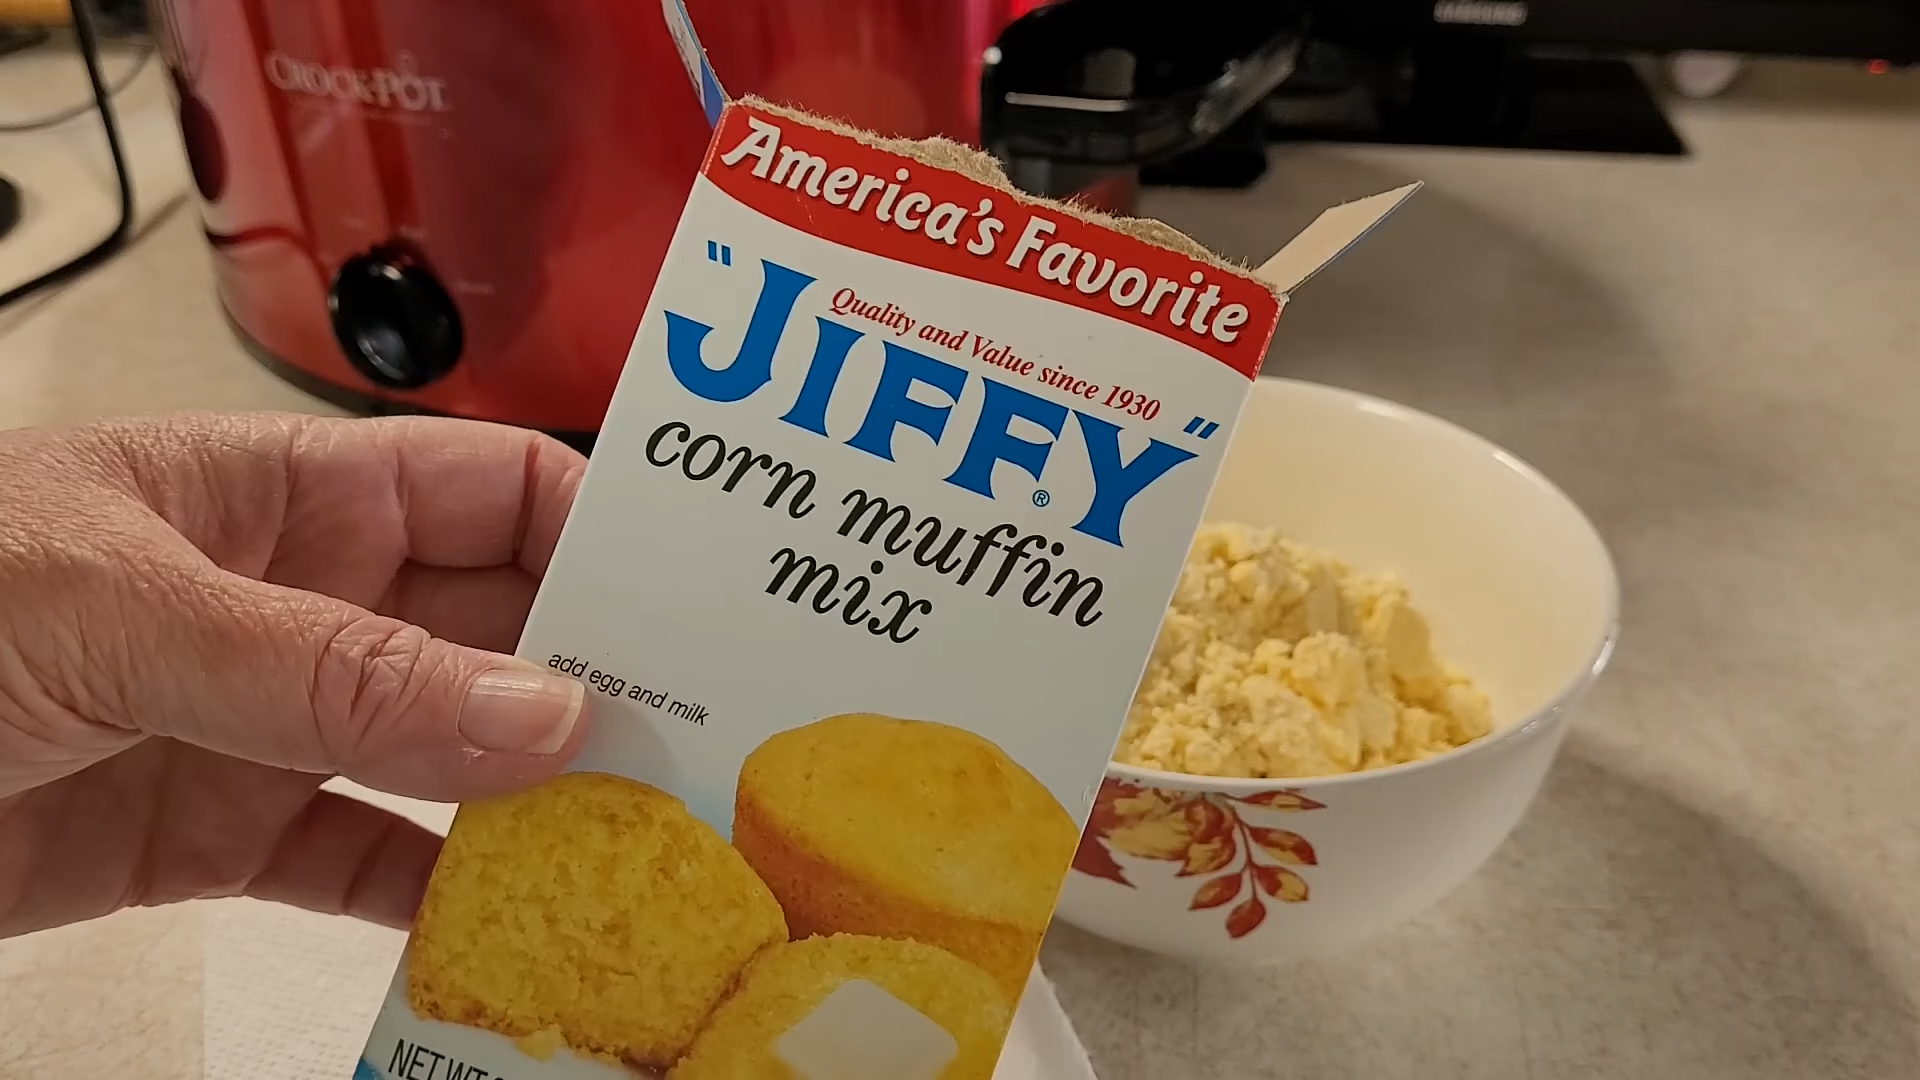 CROCK-POT
SAMSUNG
America's Favorite
"JIFFY"
Quality and Value since 1930
®
corn muffin
mix
add egg and milk
NET WT